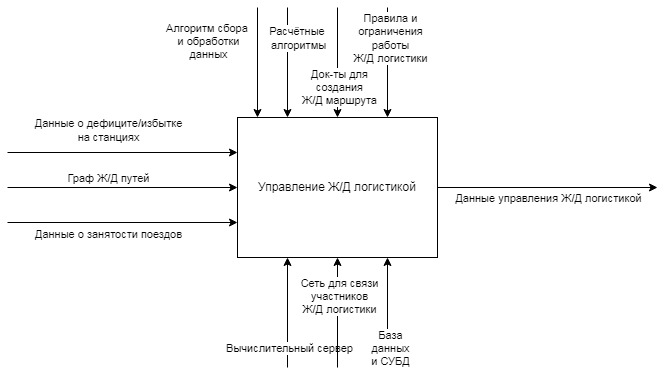 Алгоритм сбора
и обработки
данных
Расчётные
алгоритмы
Док-ты для
создания
Ж/Д маршрута
Правила и
ограничения
работы
Ж/Д логистики
Данные о дефиците/избытке
на станциях
Граф Ж/Д путей
Данные о занятости поездов
Управление Ж/Д логистикой
Данные управления Ж/Д логистикой
Вычислительный сервер
Сеть для связи
участников
Ж/Д логистики
База
данных
и СУБД